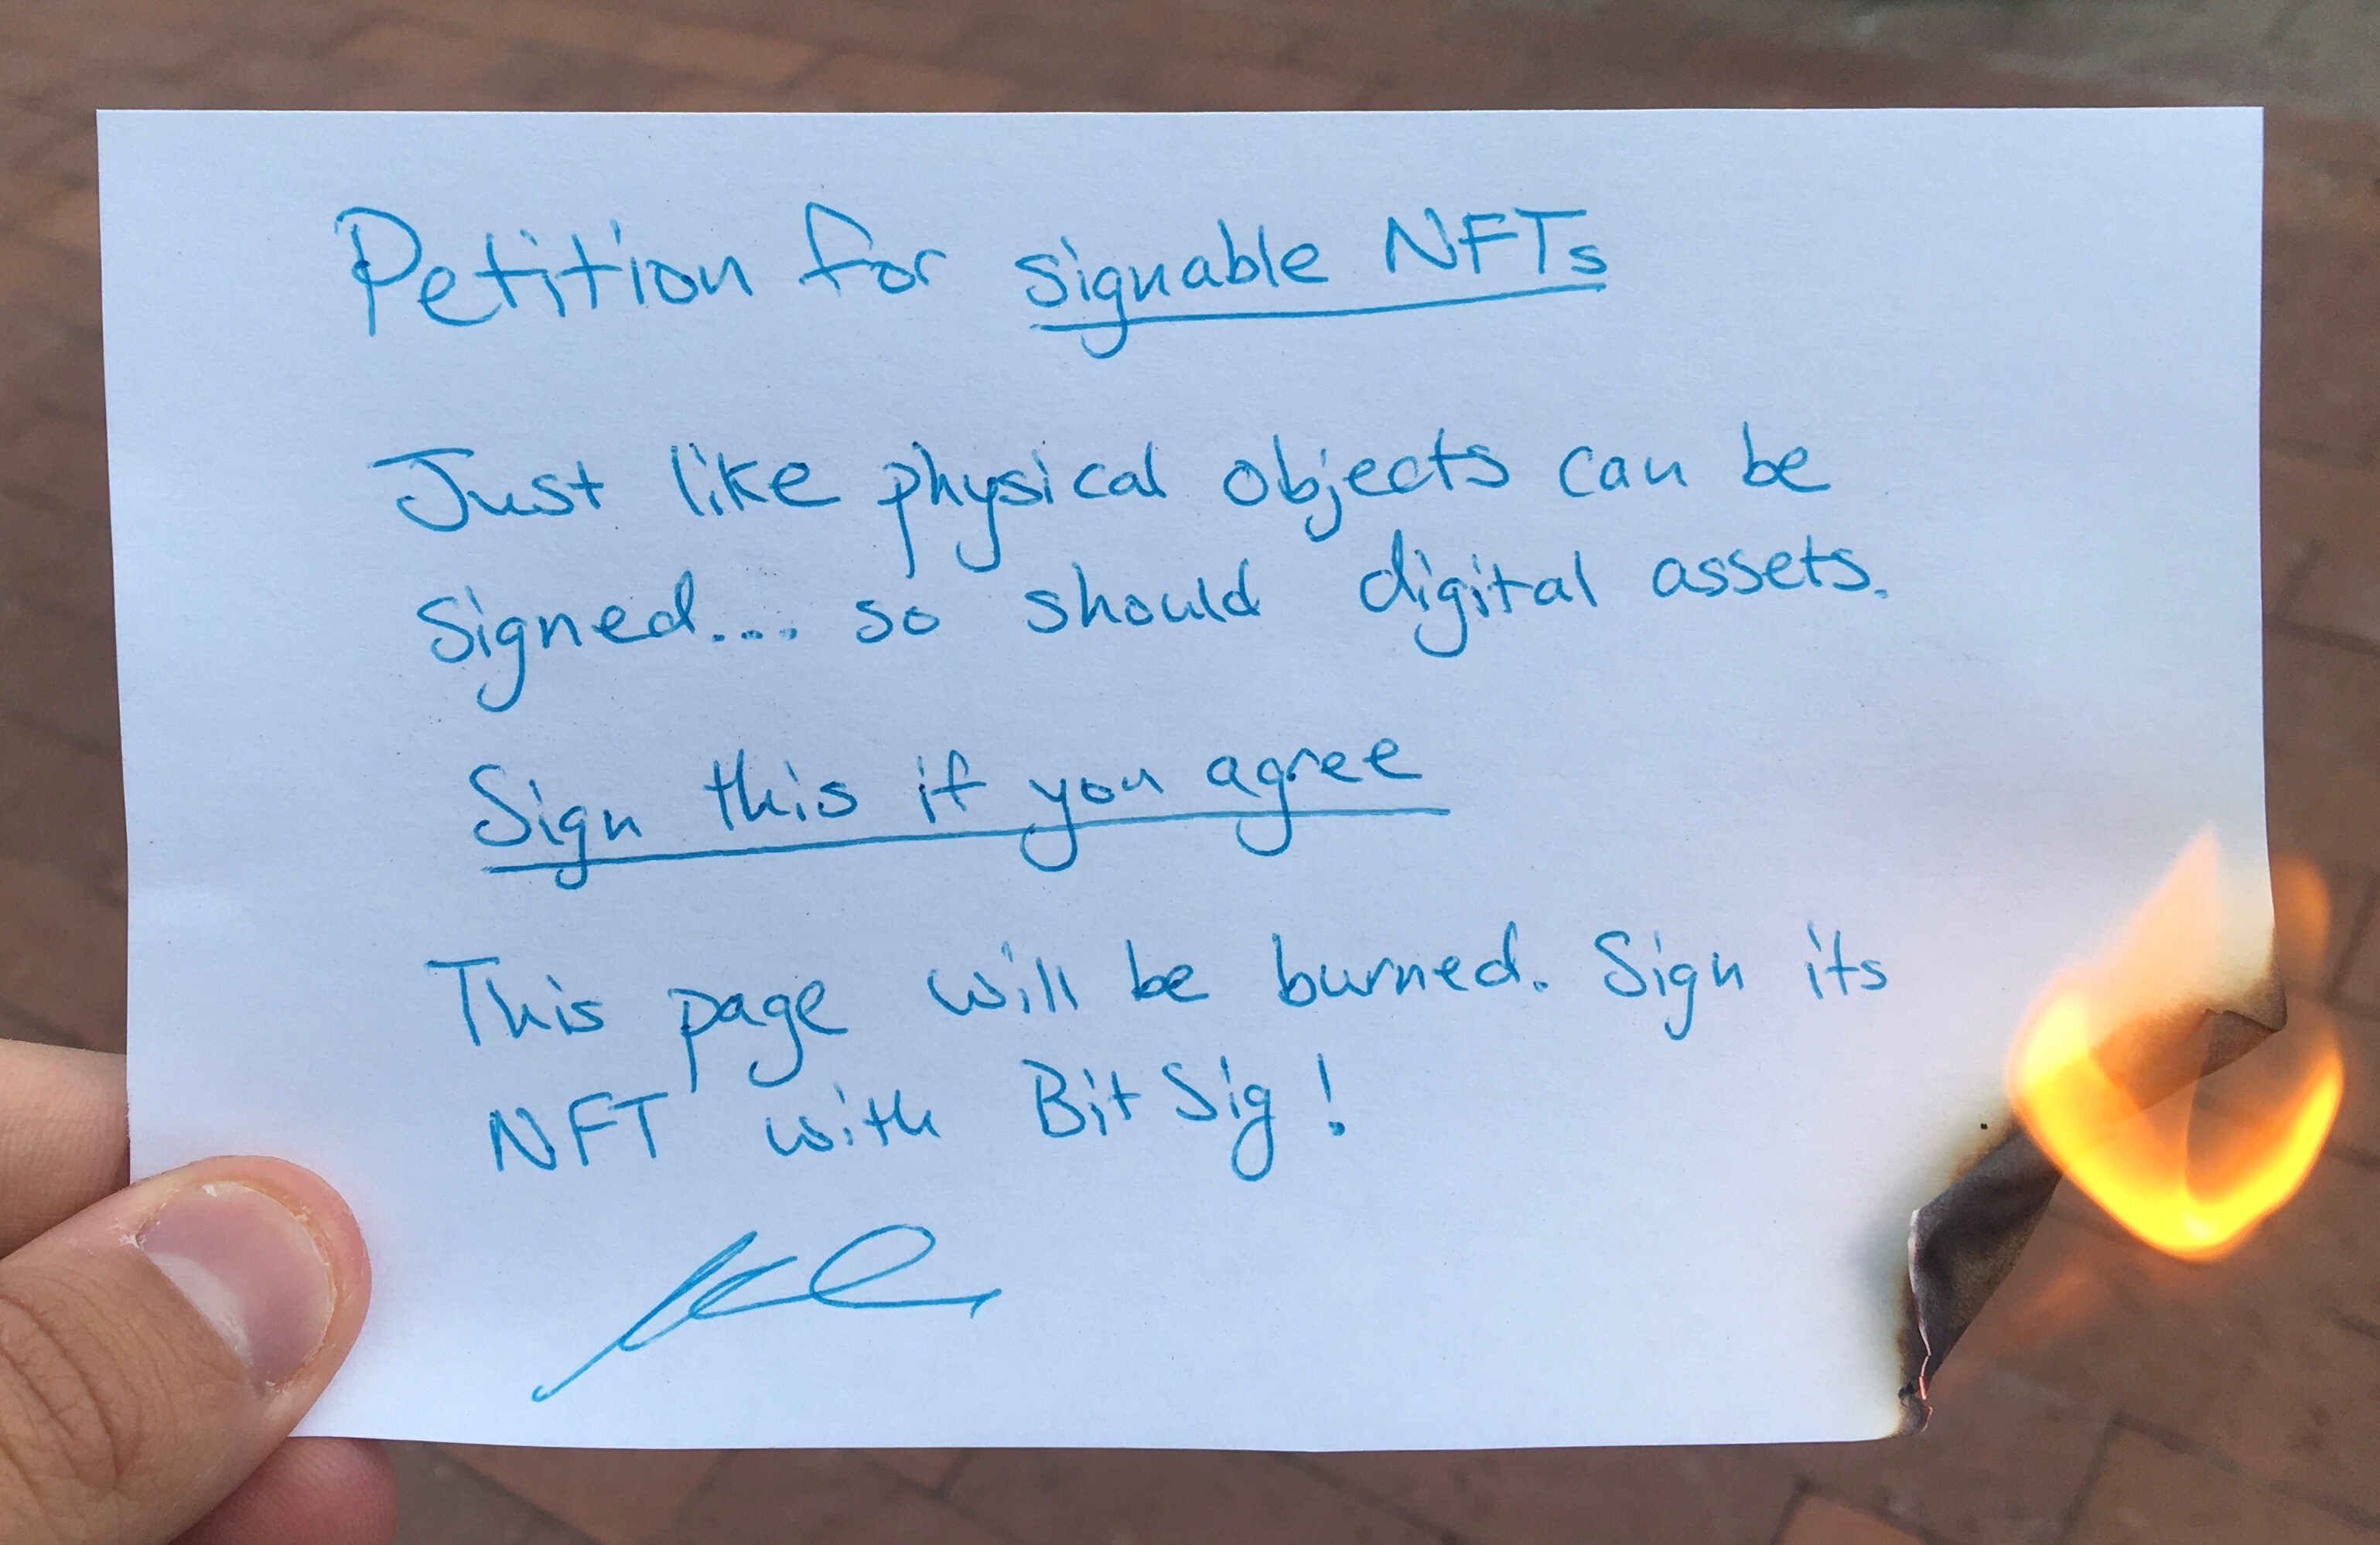 Petition for signable NFTs
Just like physical objects can be
signed.... so should digital assets.
Sign this if you agree
This page will be burned. Sign its
NFT with BitSig!